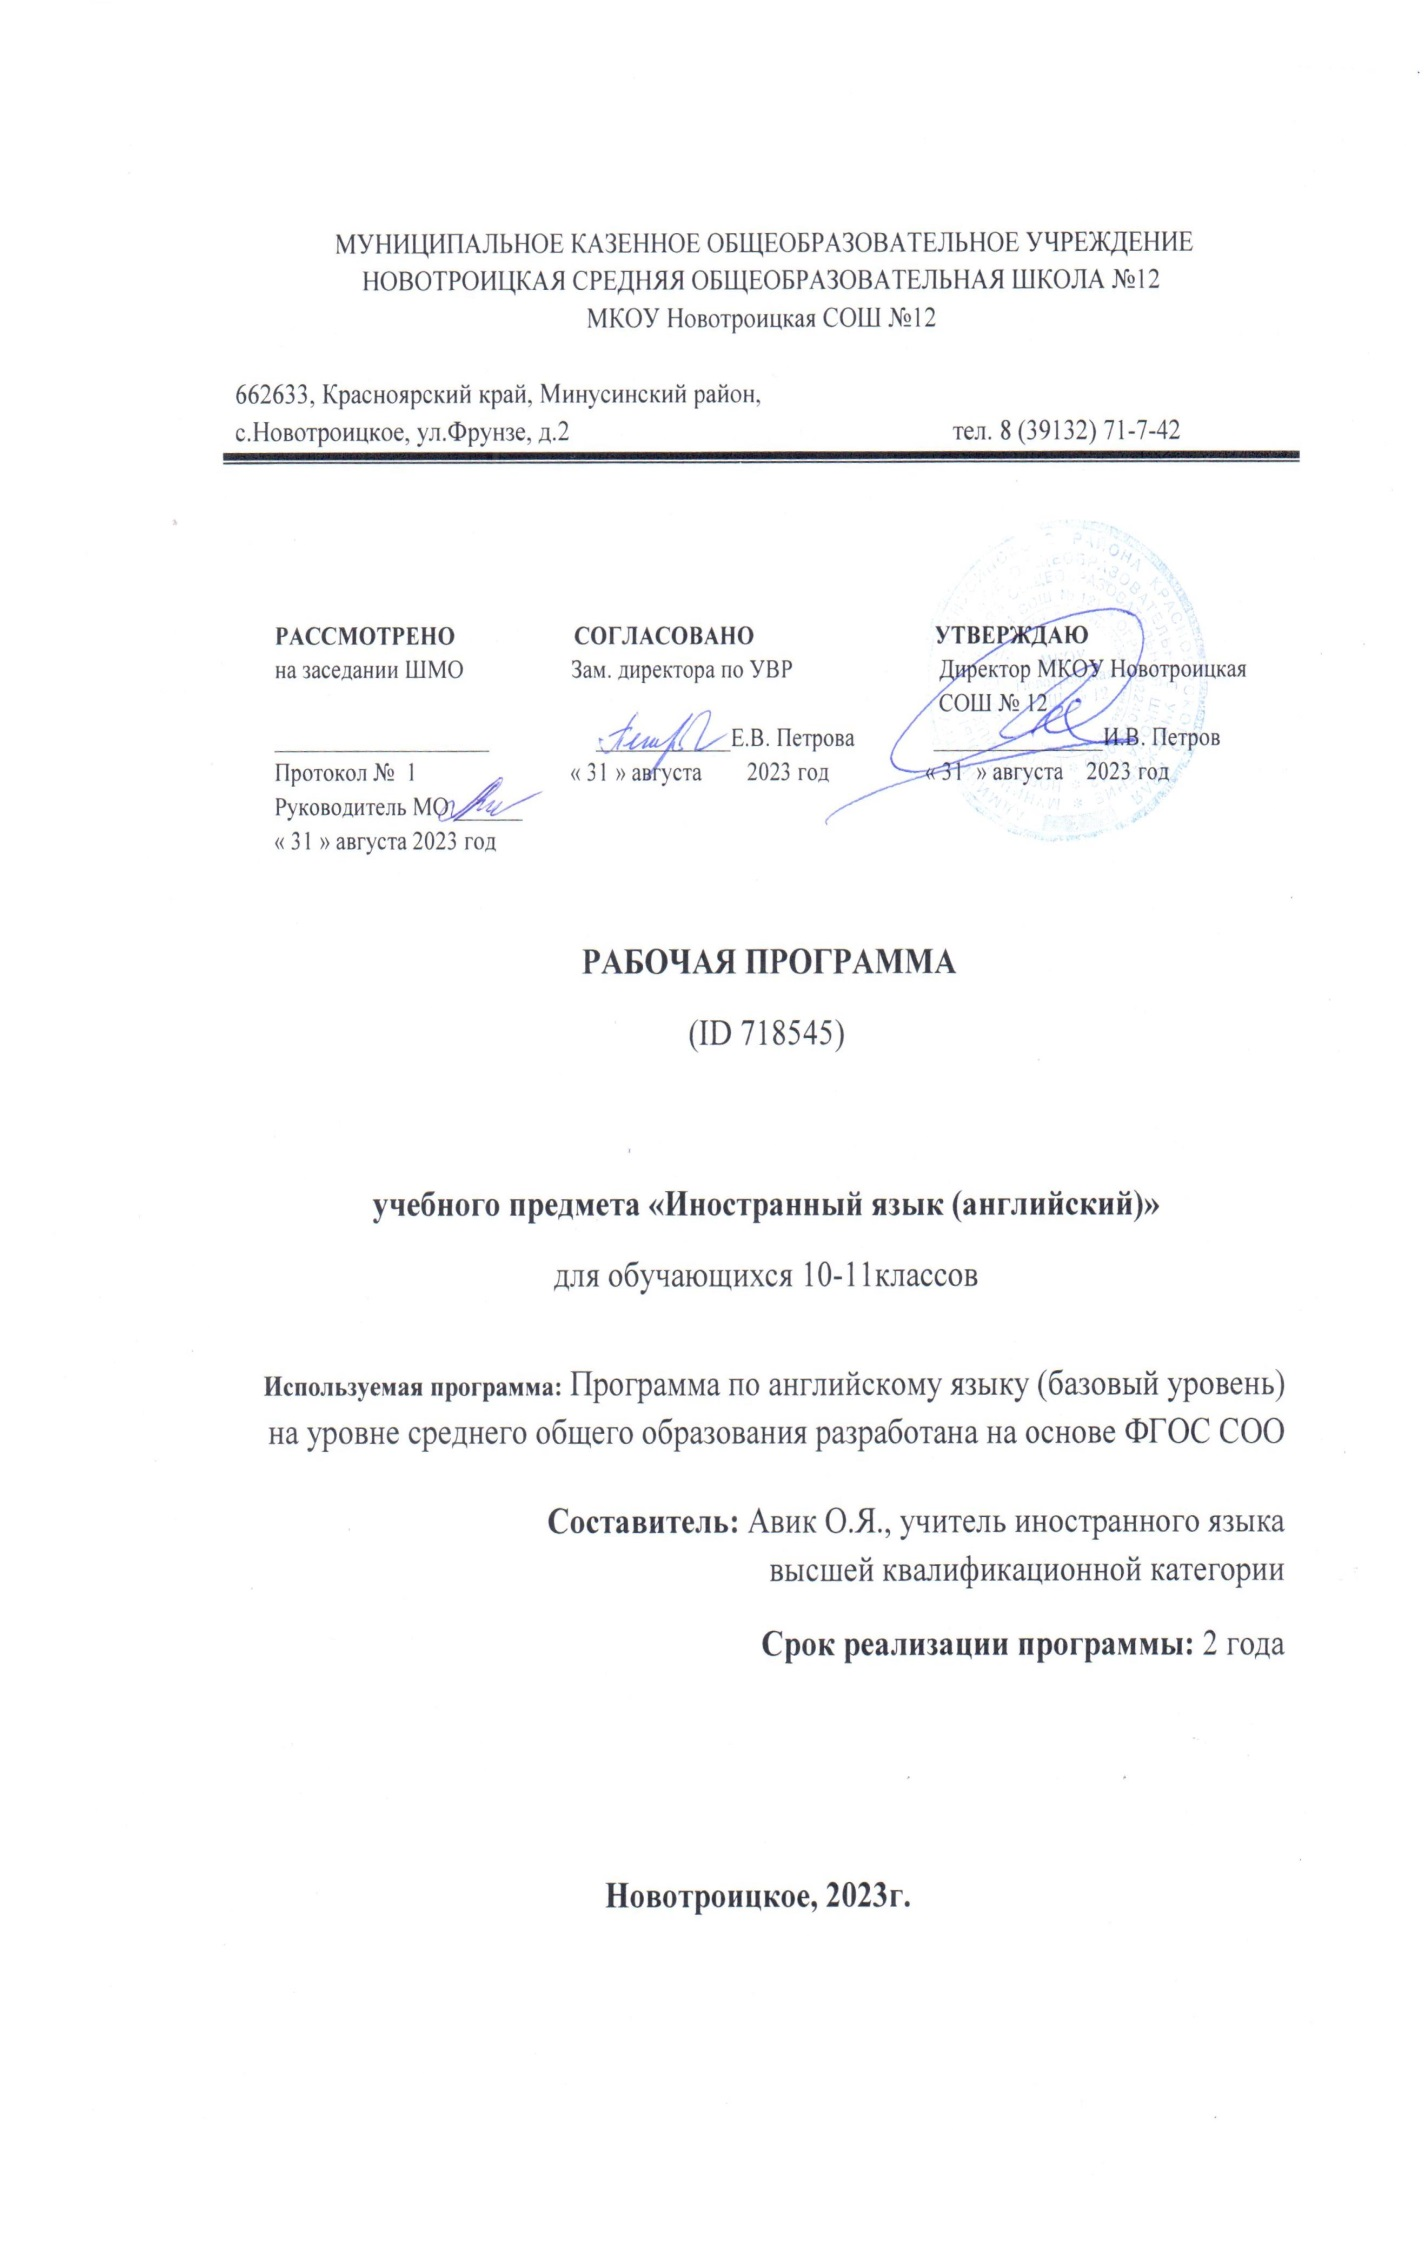 МУНИЦИПАЛЬНОЕ КАЗЕННОЕ ОБЩЕОБРАЗОВАТЕЛЬНОЕ УЧРЕЖДЕНИЕ
НОВОТРОИЦКАЯ СРЕДНЯЯ ОБЩЕОБРАЗОВАТЕЛЬНАЯ ШКОЛА №12
МКОУ Новотроицкая СОШ №12
662633, Красноярский край, Минусинский район,
с.Новотроицкое, ул.Фрунзе, д.2 тел. 8 (39132) 71-7-42
РАССМОТРЕНО СОГЛАСОВАНО УТВЕРЖДАЮ
на заседании ШМО Зам. директора по УВР Директор МКОУ Новотроицкая
СОШ № 12
Е.В. Петрова И.В. Петров
Протокол № 1 « 31 » августа 2023 год « 31 » августа 2023 год
Руководитель МО
« 31 » августа 2023 год
РАБОЧАЯ ПРОГРАММА
(ID 718545)
учебного предмета «Иностранный язык (английский)»
для обучающихся 10-11классов
Используемая программа: Программа по английскому языку (базовый уровень)
на уровне среднего общего образования разработана на основе ФГОС СОО
Составитель: Авик О.Я., учитель иностранного языка
высшей квалификационной категории
Срок реализации программы: 2 года
Новотроицкое, 2023г.